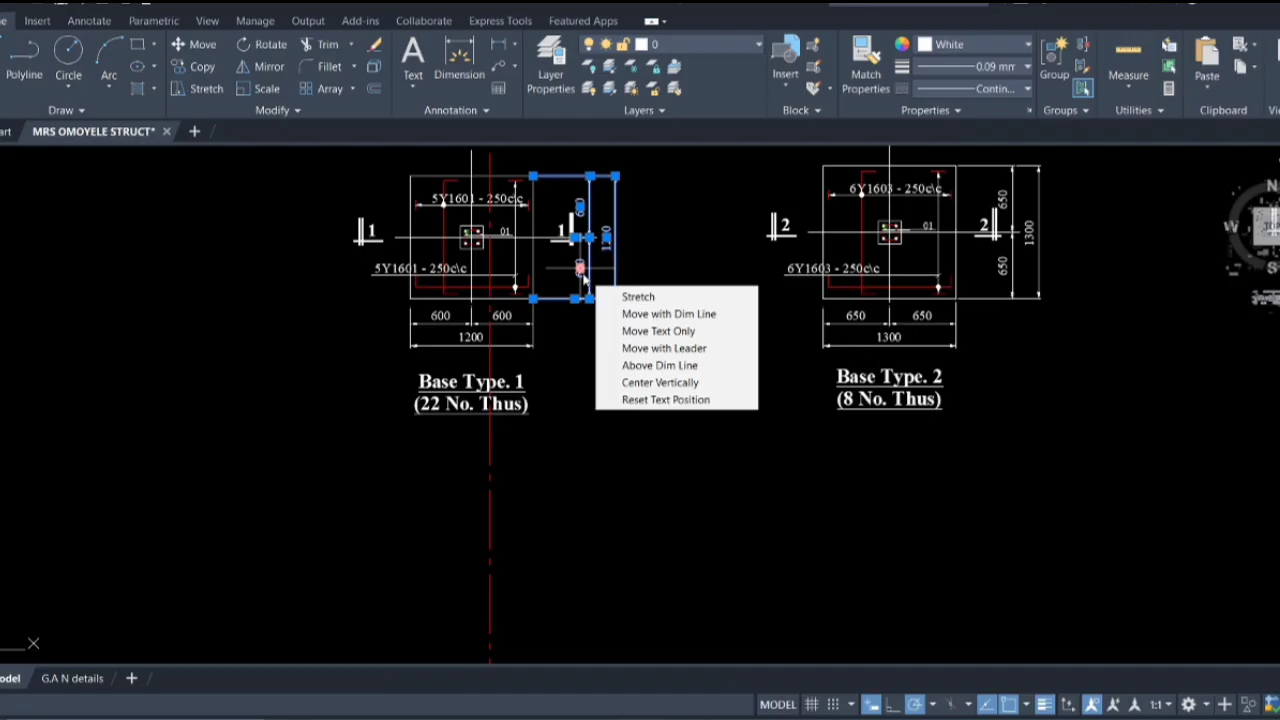 Insert Annotate Parametric View Manage Output Add-ins Collaborate Express Tools Featured Apps
Move Rotate Trim 0 White
Polyline Circle Arc Copy Mirror Fillet Text Dimension Layer Properties Insert Match Properties 0.09 mm Group Measure Paste
Stretch Scale Array Contin...
Draw Modify Annotation Layers Block Properties Groups Utilities Clipboard
art MRS OMOYELE STRUCT*
5Y1601 - 250c\c
1 01 1
1200
5Y1601 - 250c\c
600 600
1200
Base Type. 1
(22 No. Thus)
Stretch
Move with Dim Line
Move Text Only
Move with Leader
Above Dim Line
Center Vertically
Reset Text Position
6Y1603 - 250c\c
650
2 01 2
1300
650
6Y1603 - 250c\c
650 650
1300
Base Type. 2
(8 No. Thus)
N
W
odel G.A N details
MODEL 1:1